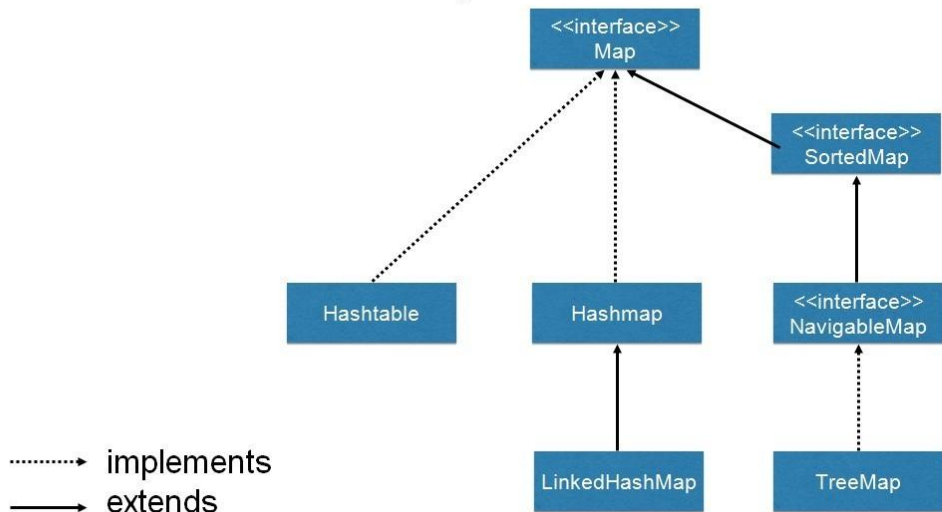 <<interface>>
Map
<<interface>>
SortedMap
Hashtable
Hashmap
<<interface>>
NavigableMap
LinkedHashMap
TreeMap
implements
extends